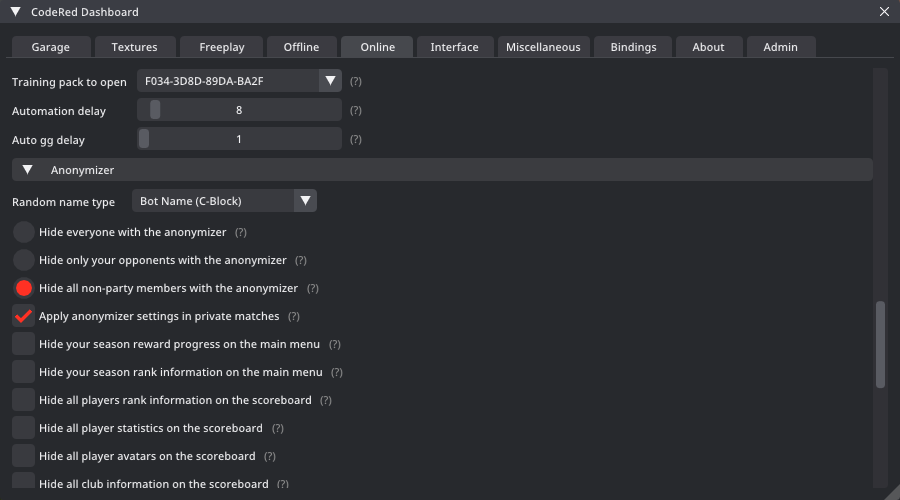 CodeRed Dashboard
Garage Textures Freeplay Offline Online Interface Miscellaneous Bindings About Admin
Training pack to open F034-3D8D-89DA-BA2F (?)
Automation delay 8 (?)
Auto gg delay 1 (?)
Anonymizer
Random name type Bot Name (C-Block)
Hide everyone with the anonymizer (?)
Hide only your opponents with the anonymizer (?)
Hide all non-party members with the anonymizer (?)
Apply anonymizer settings in private matches (?)
Hide your season reward progress on the main menu (?)
Hide your season rank information on the main menu (?)
Hide all players rank information on the scoreboard (?)
Hide all player statistics on the scoreboard (?)
Hide all player avatars on the scoreboard (?)
Hide all club information on the scoreboard (?)